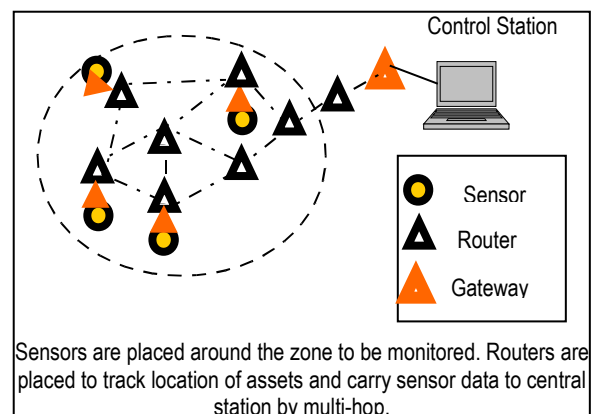 Control Station
Sensor
Router
Gateway
Sensors are placed around the zone to be monitored. Routers are
placed to track location of assets and carry sensor data to central
station by multi-hop.